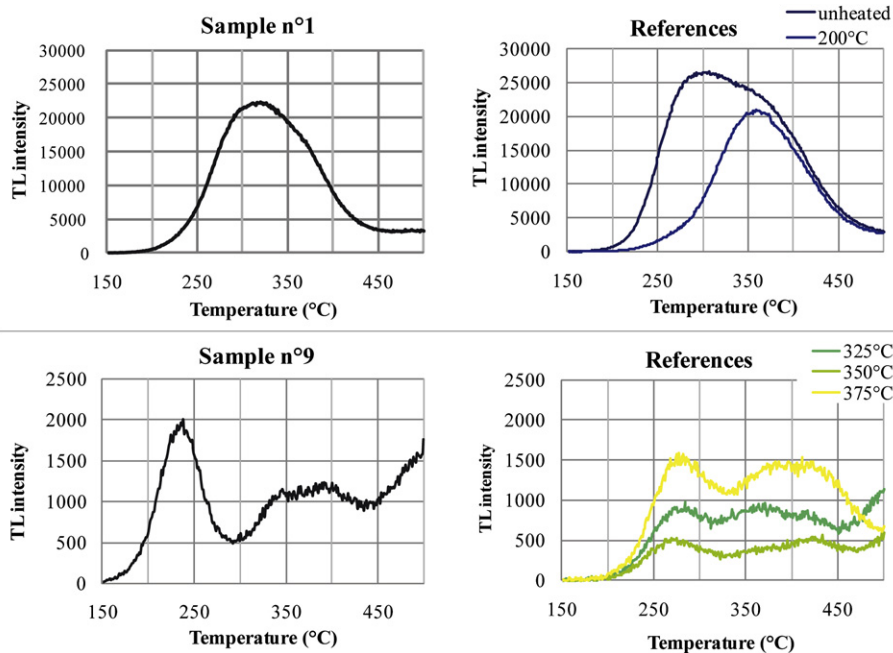 Sample n°1
TL intensity
30000
25000
20000
15000
10000
5000
0
150 250 350 450
Temperature (°C)
References
unheated
200°C
TL intensity
30000
25000
20000
15000
10000
5000
0
150 250 350 450
Temperature (°C)
Sample n°9
TL intensity
2500
2000
1500
1000
500
0
150 250 350 450
Temperature (°C)
References
325°C
350°C
375°C
TL intensity
2500
2000
1500
1000
500
0
150 250 350 450
Temperature (°C)